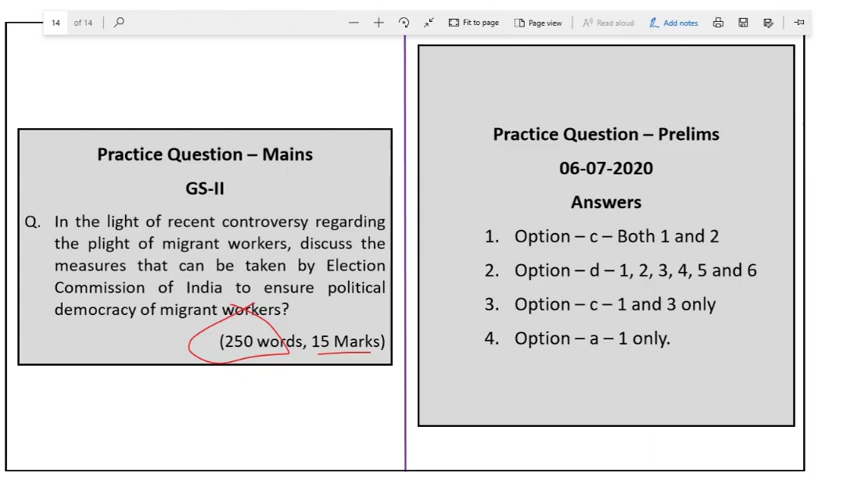 14 of 14 Fit to page Page view Read aloud Add notes
Practice Question – Mains
GS-II
Q. In the light of recent controversy regarding
the plight of migrant workers, discuss the
measures that can be taken by Election
Commission of India to ensure political
democracy of migrant workers?
(250 words, 15 Marks)
Practice Question – Prelims
06-07-2020
Answers
1. Option – c – Both 1 and 2
2. Option – d – 1, 2, 3, 4, 5 and 6
3. Option – c – 1 and 3 only
4. Option – a – 1 only.